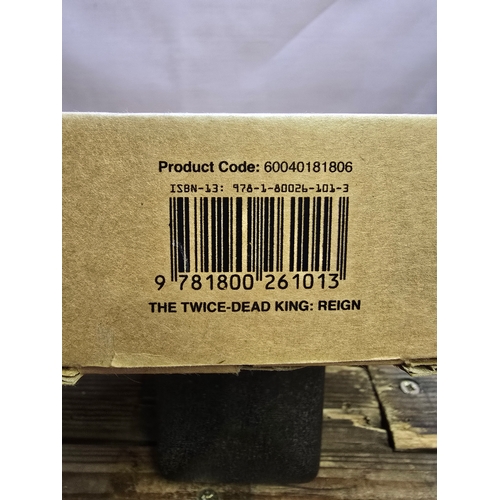 Product Code: 60040181806
ISBN-13: 978-1-80026-101-3
9 781800 261013
THE TWICE-DEAD KING: REIGN